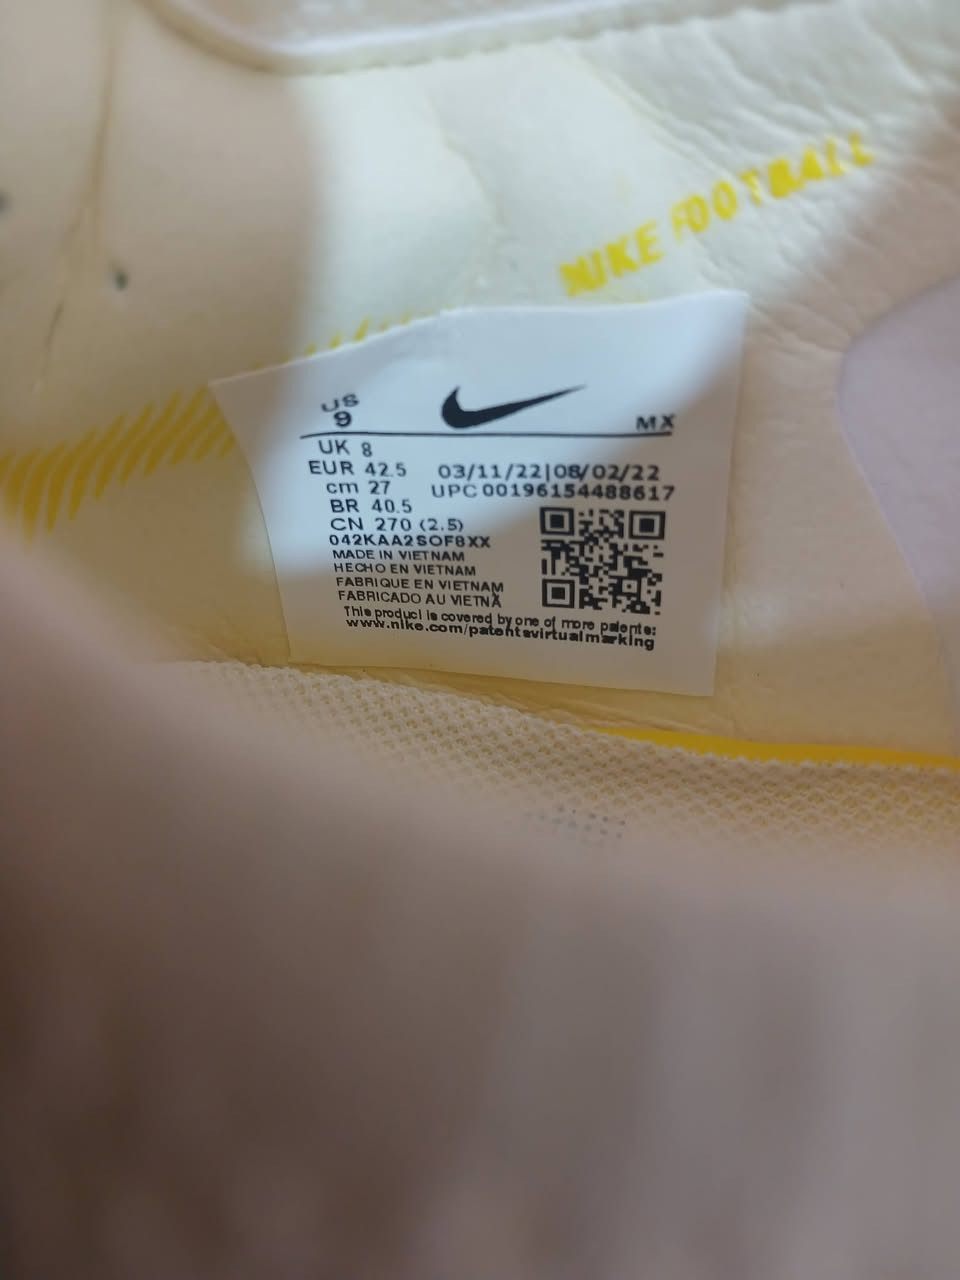 NIKE FOOTBALL
US
9
MX
UK 8
EUR 42.5 03/11/22|08/02/22
cm 27 UPC 00196154488617
BR 40.5
CN 270 (2.5)
042KAA2SOF8XX
MADE IN VIETNAM
HECHO EN VIETNAM
FABRIQUE EN VIETNAM
FABRICADO AU VIETNÃ
This product is covered by one of more patents:
www.nike.com/patentsvirtualmarking